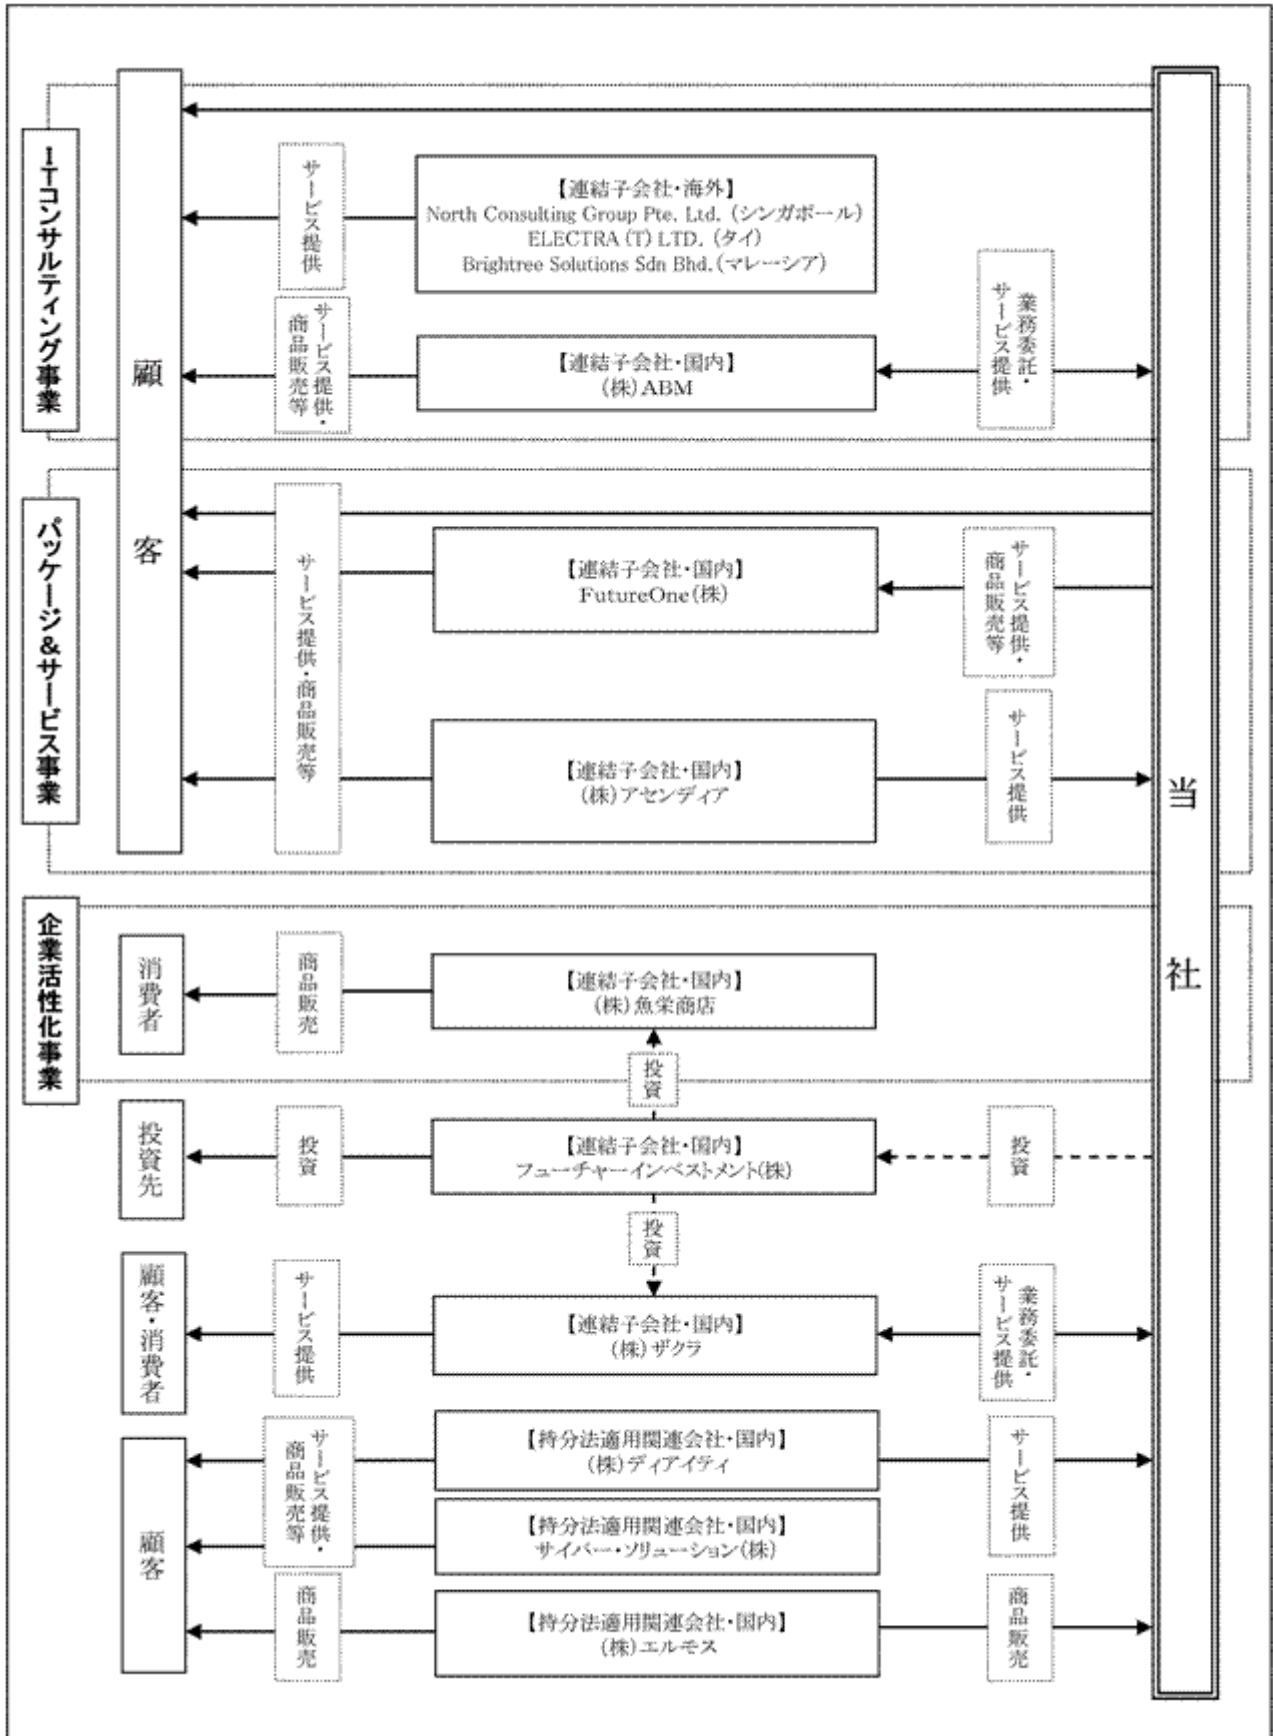 ITコンサルティング事業
顧客
サービス提供
【連結子会社・海外】
North Consulting Group Pte. Ltd. (シンガポール)
ELECTRA (T) LTD. (タイ)
Brightree Solutions Sdn Bhd. (マレーシア)
サービス提供・
商品販売等
【連結子会社・国内】
(株)ABM
業務委託・
サービス提供
当社
パッケージ&サービス事業
サービス提供・商品販売等
【連結子会社・国内】
FutureOne(株)
サービス提供・
商品販売等
【連結子会社・国内】
(株)アセンディア
サービス提供
企業活性化事業
消費者
商品販売
【連結子会社・国内】
(株)魚栄商店
投資
投資先
投資
【連結子会社・国内】
フューチャーインベストメント(株)
投資
投資
顧客・消費者
サービス提供
【連結子会社・国内】
(株)ザクラ
業務委託・
サービス提供
顧客
サービス提供・
商品販売等
【持分法適用関連会社・国内】
(株)ディアイティ
サービス提供
【持分法適用関連会社・国内】
サイバー・ソリューション(株)
商品販売
【持分法適用関連会社・国内】
(株)エルモス
商品販売